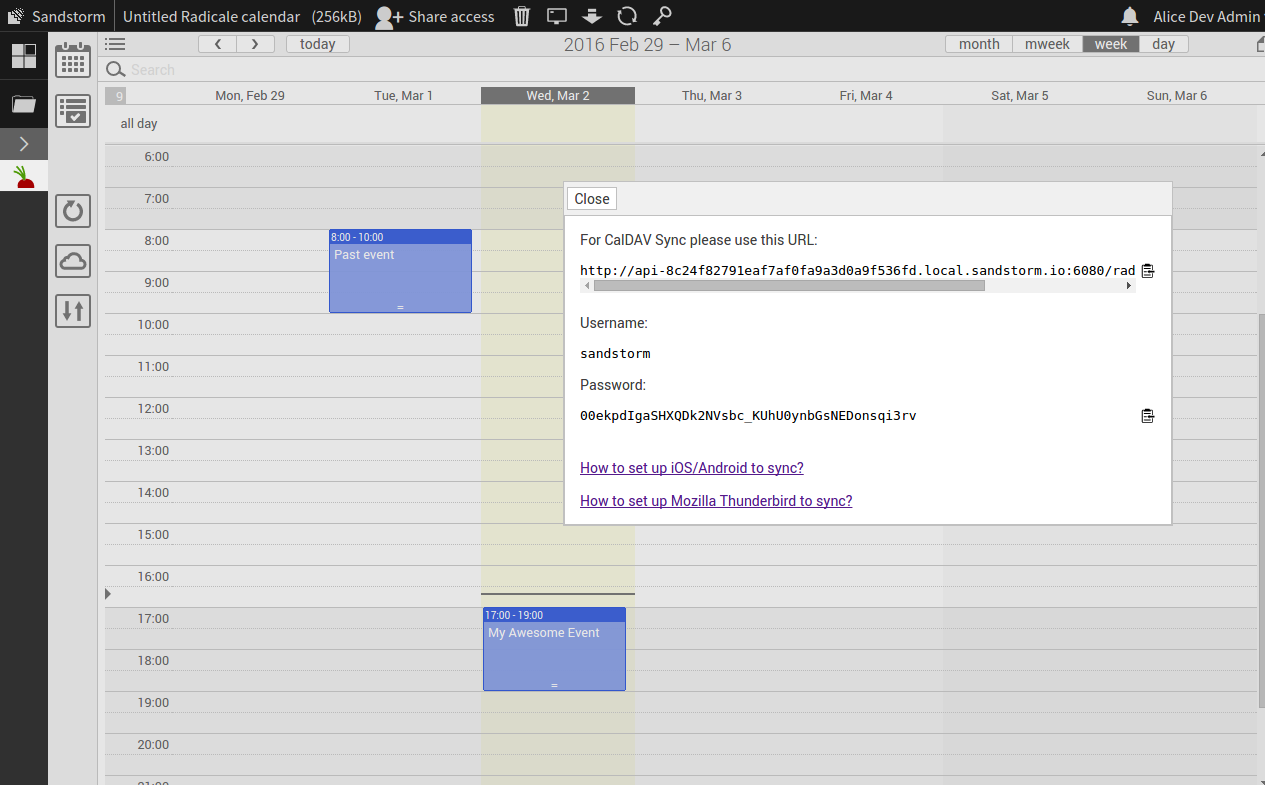 Sandstorm
Untitled Radicale calendar (256kB)
Share access
Alice Dev Admin
today
2016 Feb 29 – Mar 6
month
mweek
week
day
Search
9
Mon, Feb 29
Tue, Mar 1
Wed, Mar 2
Thu, Mar 3
Fri, Mar 4
Sat, Mar 5
Sun, Mar 6
all day
6:00
7:00
8:00
9:00
10:00
11:00
12:00
13:00
14:00
15:00
16:00
17:00
18:00
19:00
20:00
21:00
8:00 - 10:00
Past event
17:00 - 19:00
My Awesome Event
Close
For CalDAV Sync please use this URL:
http://api-8c24f82791eaf7af0fa9a3d0a9f536fd.local.sandstorm.io:6080/rad
Username:
sandstorm
Password:
00ekpdIgaSHXQDk2NVsbc_KUhU0ynbGsNEDonsqi3rv
How to set up iOS/Android to sync?
How to set up Mozilla Thunderbird to sync?